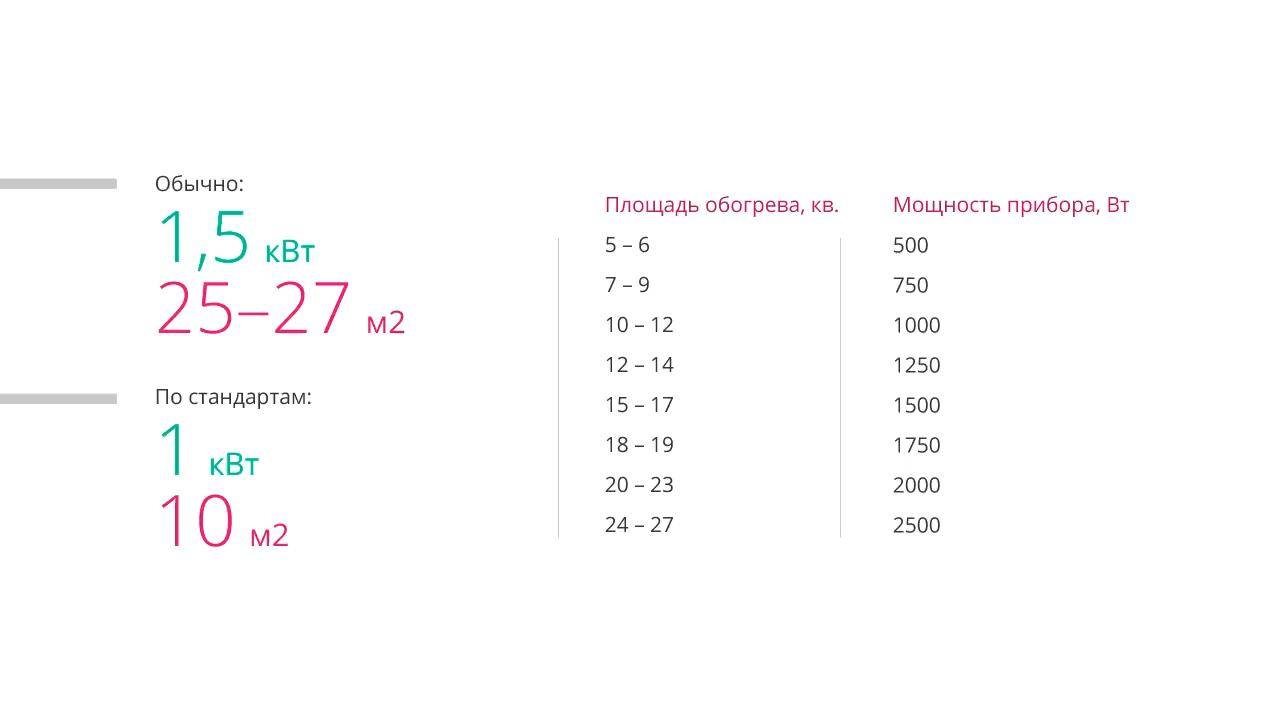 Обычно:
1,5 кВт
25–27 м2
По стандартам:
1 кВт
10 м2
Площадь обогрева, кв. Мощность прибора, Вт
5 – 6 500
7 – 9 750
10 – 12 1000
12 – 14 1250
15 – 17 1500
18 – 19 1750
20 – 23 2000
24 – 27 2500